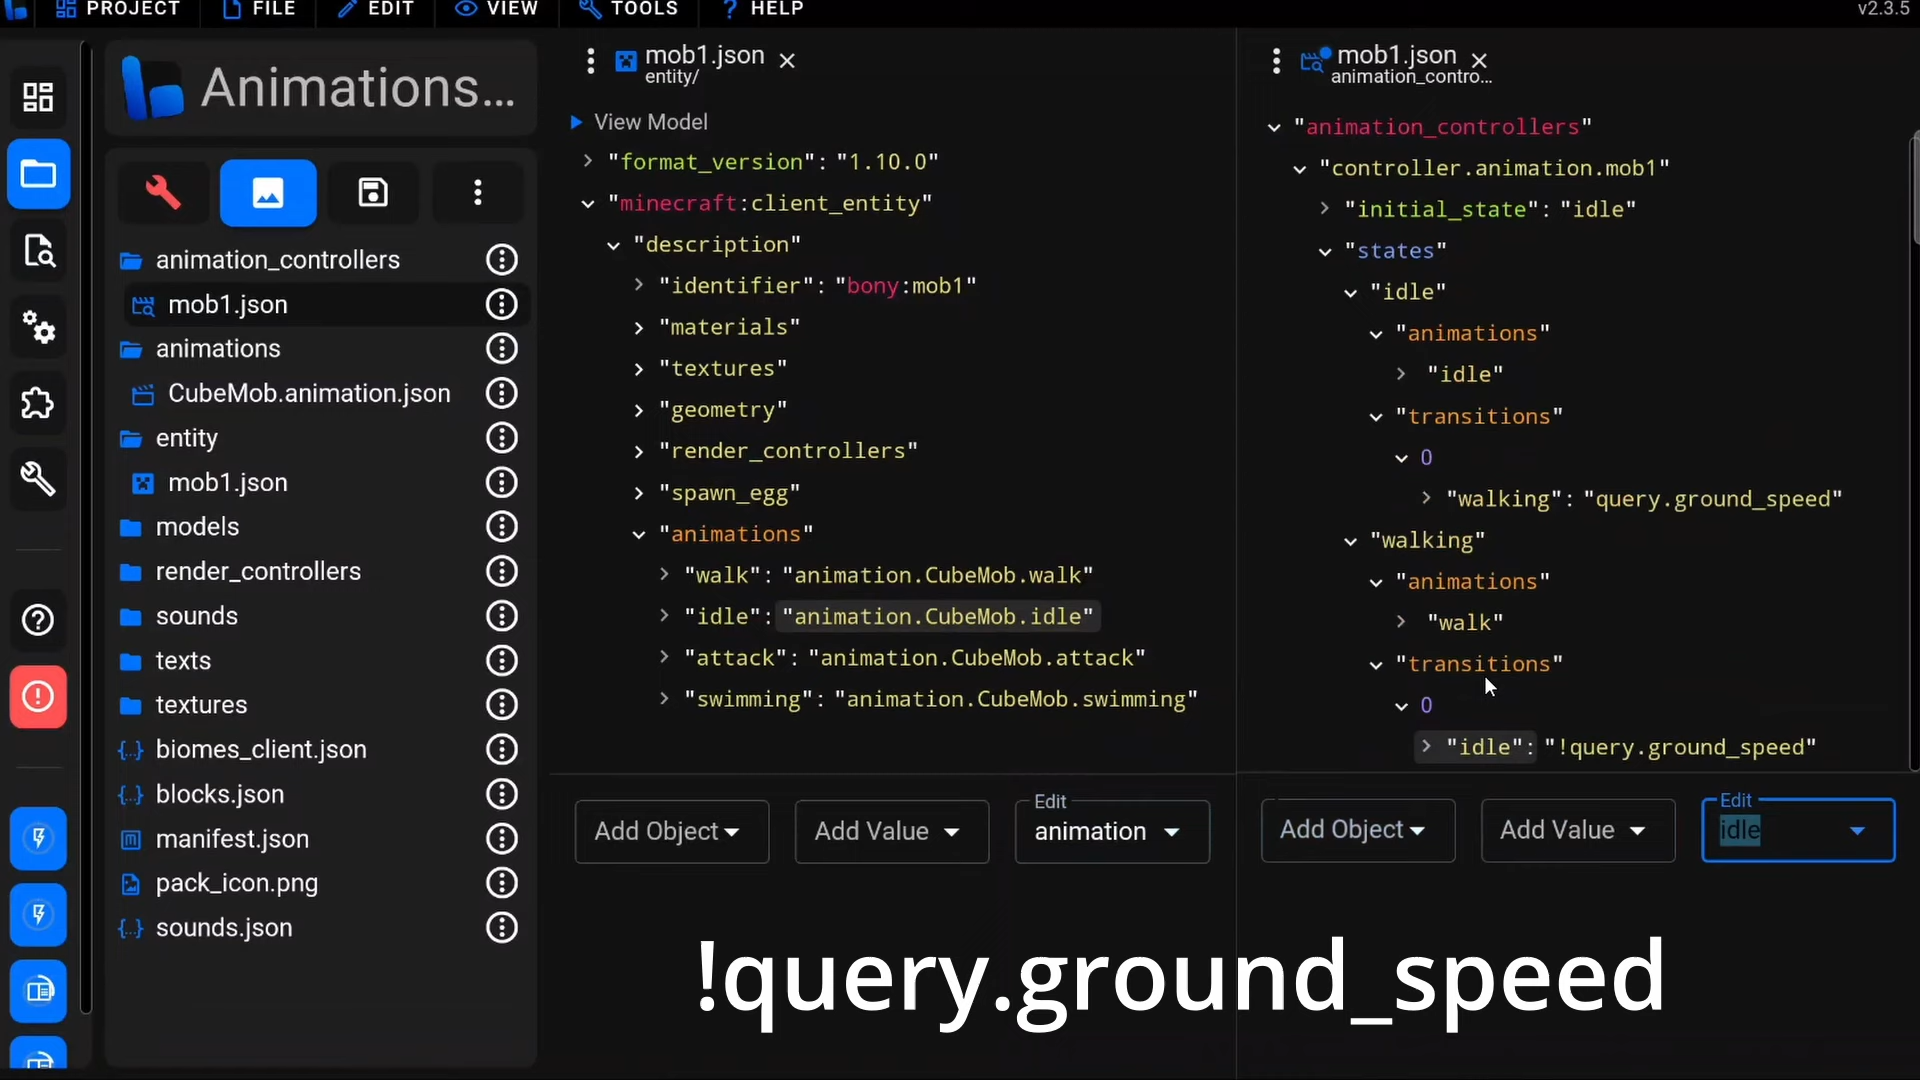 PROJECT FILE EDIT VIEW TOOLS ? HELP v2.3.5
Animations...
animation_controllers
mob1.json
animations
CubeMob.animation.json
entity
mob1.json
models
render_controllers
sounds
texts
textures
biomes_client.json
blocks.json
manifest.json
pack_icon.png
sounds.json
mob1.json
entity/
View Model
"format_version": "1.10.0"
"minecraft:client_entity"
"description"
"identifier": "bony:mob1"
"materials"
"textures"
"geometry"
"render_controllers"
"spawn_egg"
"animations"
"walk": "animation.CubeMob.walk"
"idle": "animation.CubeMob.idle"
"attack": "animation.CubeMob.attack"
"swimming": "animation.CubeMob.swimming"
Add Object
Add Value
Edit
animation
mob1.json
animation_contro...
"animation_controllers"
"controller.animation.mob1"
"initial_state": "idle"
"states"
"idle"
"animations"
"idle"
"transitions"
0
"walking": "query.ground_speed"
"walking"
"animations"
"walk"
"transitions"
0
"idle": "!query.ground_speed"
Add Object
Add Value
Edit
idle
!query.ground_speed